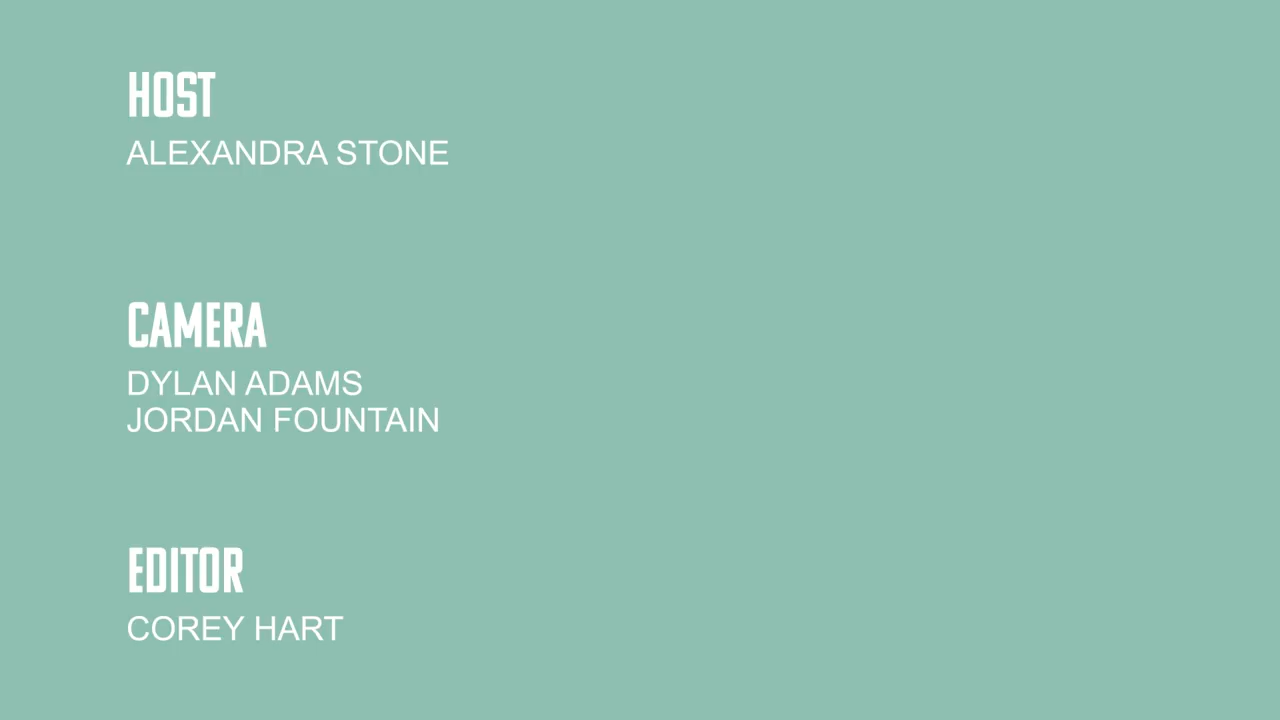 HOST
ALEXANDRA STONE
CAMERA
DYLAN ADAMS
JORDAN FOUNTAIN
EDITOR
COREY HART